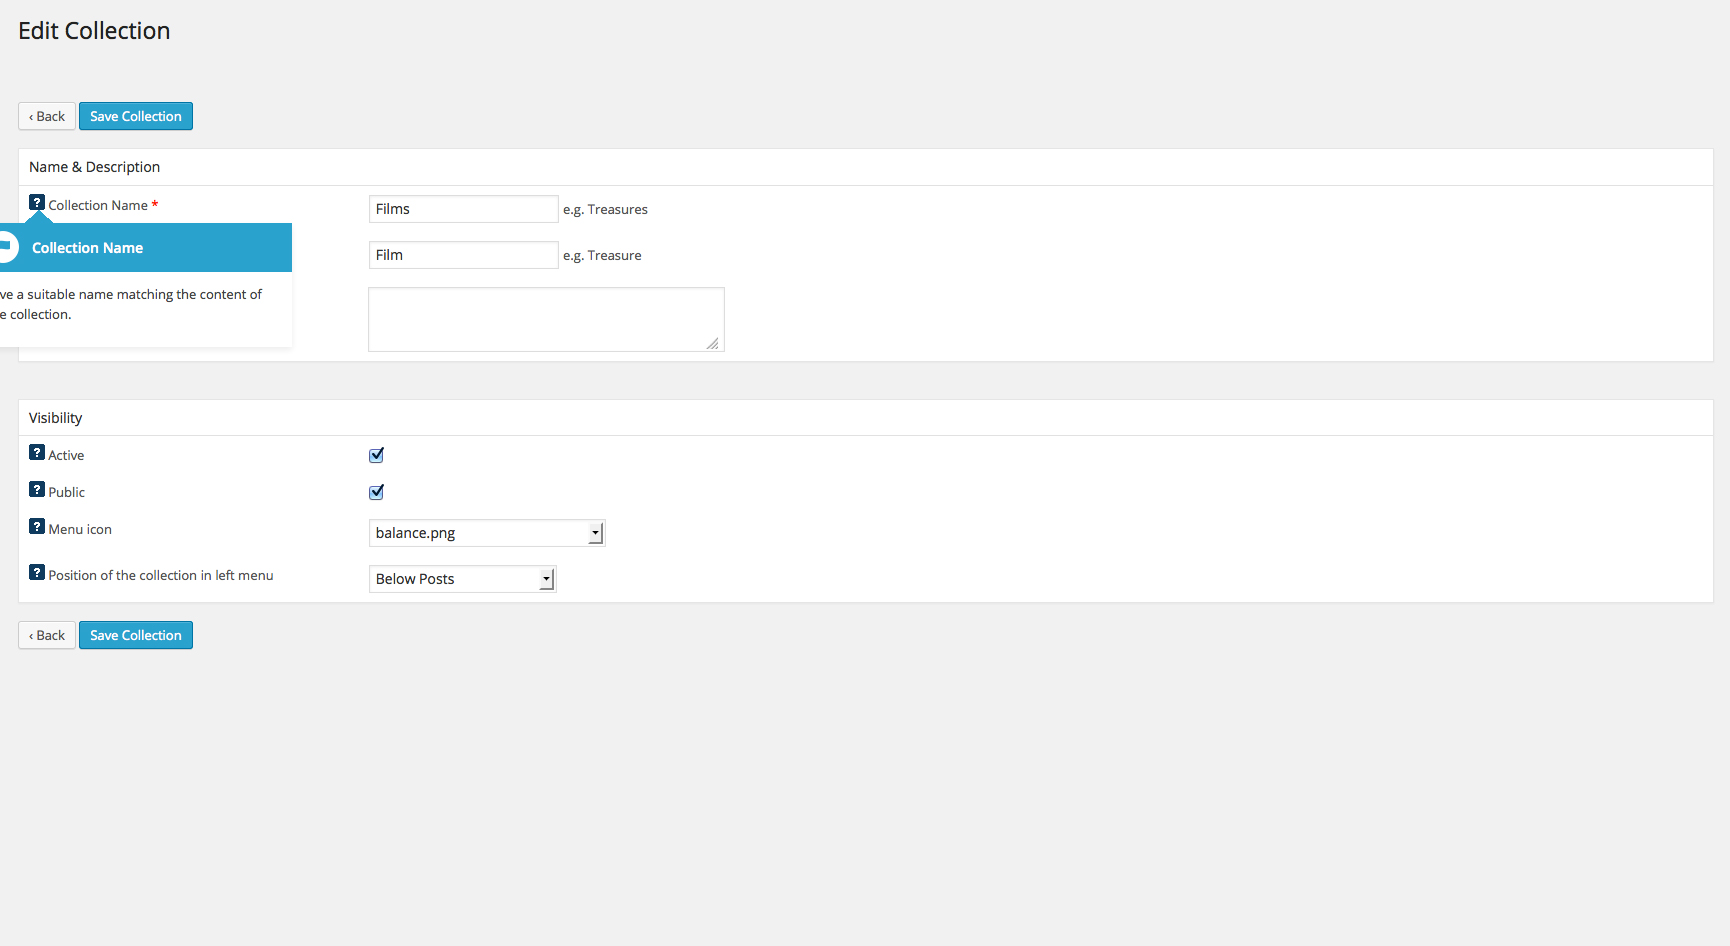 Edit Collection
‹ Back Save Collection
Name & Description
? Collection Name * Films e.g. Treasures
Collection Name
Film e.g. Treasure
a suitable name matching the content of
collection.
Visibility
? Active
? Public
? Menu icon balance.png
? Position of the collection in left menu Below Posts
‹ Back Save Collection